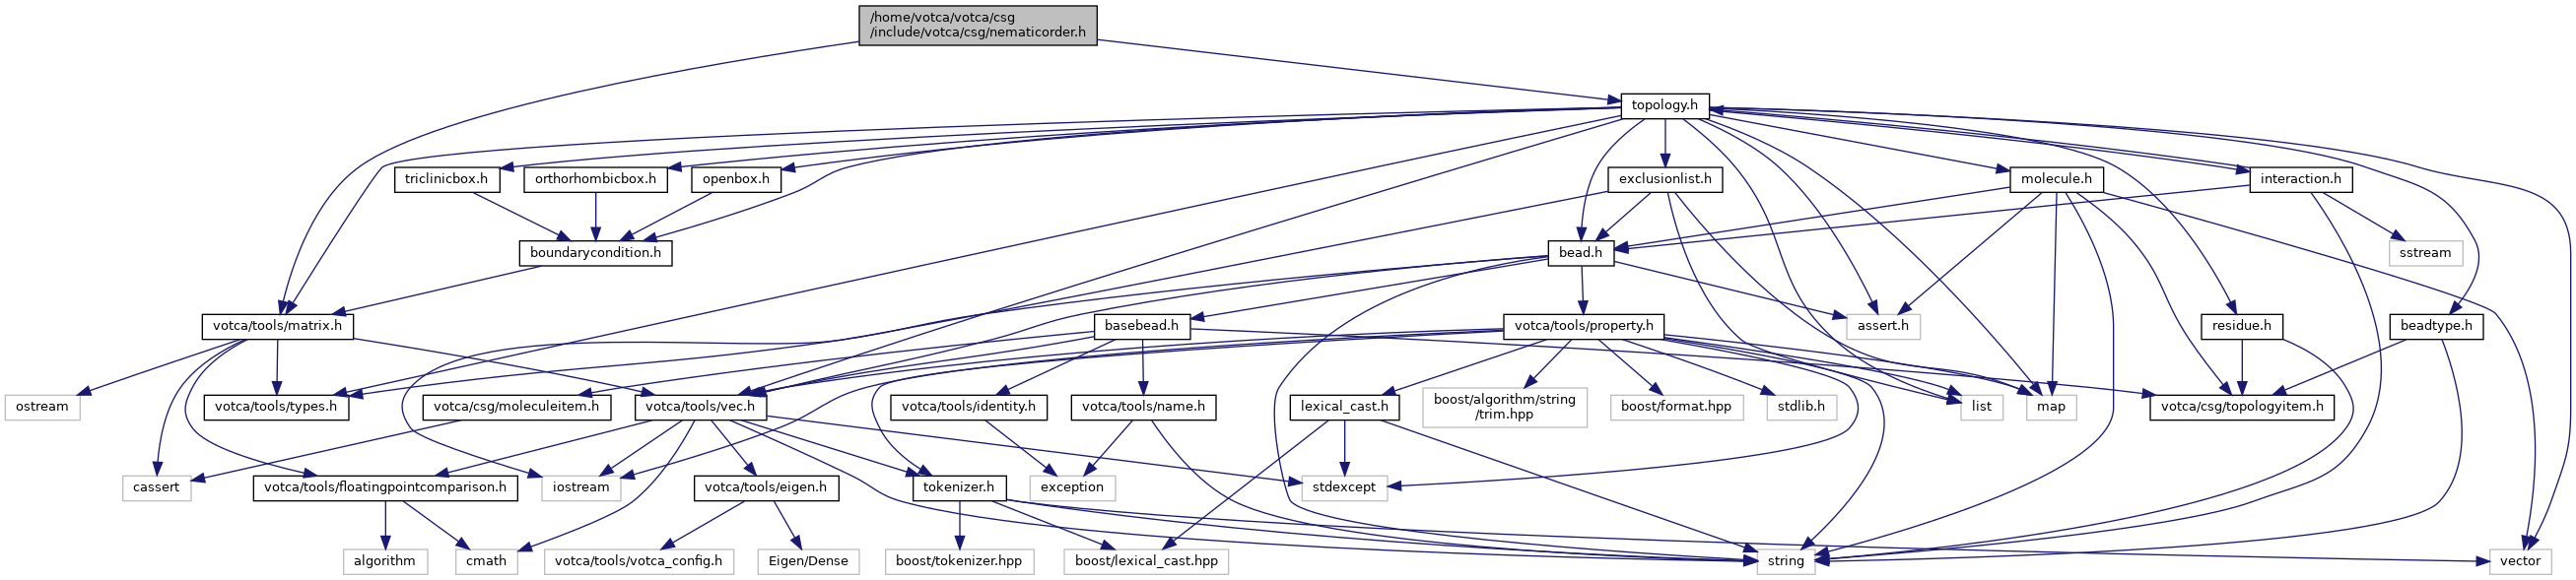 /home/votca/votca/csg
/include/votca/csg/nematicorder.h
topology.h
triclinicbox.h
orthorhombicbox.h
openbox.h
exclusionlist.h
molecule.h
interaction.h
boundarycondition.h
bead.h
sstream
votca/tools/matrix.h
basebead.h
votca/tools/property.h
assert.h
residue.h
beadtype.h
ostream
votca/tools/types.h
votca/csg/moleculeitem.h
votca/tools/vec.h
votca/tools/identity.h
votca/tools/name.h
lexical_cast.h
boost/algorithm/string
/trim.hpp
boost/format.hpp
stdlib.h
list
map
votca/csg/topologyitem.h
cassert
votca/tools/floatingpointcomparison.h
iostream
votca/tools/eigen.h
tokenizer.h
exception
stdexcept
algorithm
cmath
votca/tools/votca_config.h
Eigen/Dense
boost/tokenizer.hpp
boost/lexical_cast.hpp
string
vector